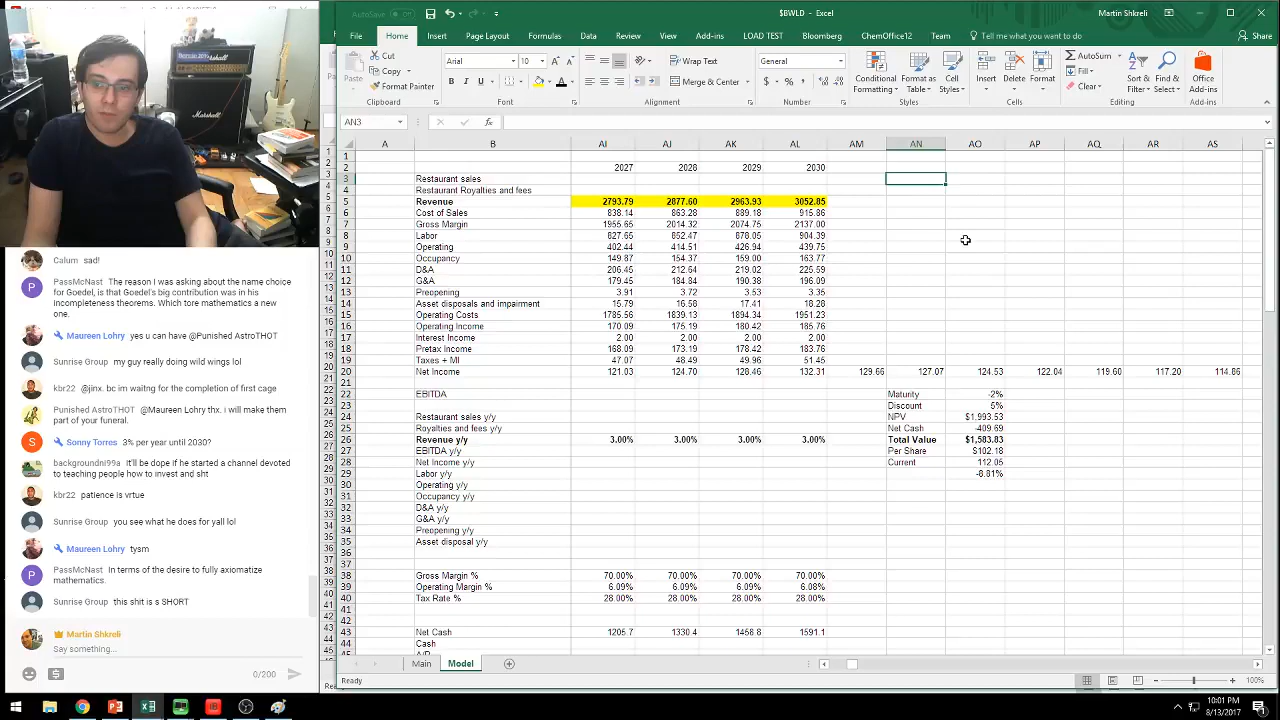 AutoSave
Off
$BWLD - Excel
Martin Shkreli
File
Home
Insert
Page Layout
Formulas
Data
Review
View
Add-ins
LOAD TEST
Bloomberg
ChemOffice12
Team
Tell me what you want to do
Share
Paste
Cut
Copy
Format Painter
Clipboard
Arial
10
B I U
Font
Wrap Text
Merge & Center
Alignment
General
Number
Conditional Formatting
Format as Table
Cell Styles
Styles
Insert
Delete
Format
Cells
Fill
Clear
Sort & Filter
Find & Select
Editing
Office Add-ins
Add-ins
AN3
fx
A B AI AJ AK AL AM AN AO AP AQ AR AS
2027 2028 2029 2030
Restaurant sales
Restaurant Royalties and fees
Revenue 2793.79 2877.60 2963.93 3052.85
Cost of Sales 838.14 863.28 889.18 915.86
Gross Margin 1955.65 2014.32 2074.75 2137.00
Labor 827.65 852.47 878.05 904.39
Operating 402.44 414.51 426.94 439.75
Occupancy 149.87 154.37 159.00 163.77
D&A 206.45 212.64 219.02 225.59
G&A 179.45 184.84 190.38 196.09
Preopening 3.91 3.72 3.53 3.35
Asset disposal and impairment 15.79 16.58 17.41 18.28
Operating Costs 1785.56 1839.13 1894.34 1951.23
Operating Income 170.09 175.19 180.42 185.76
Interest Income 2.00 2.00 2.00 2.00
Pretax Income 168.09 173.19 178.42 183.76
Taxes + MI 47.07 48.49 49.96 51.45
Net Income 121.03 124.70 128.46 132.31 129.66 127.07 124.53 122.04 119.60 117.20 114.86
EBITDA Maturity -2%
Discount 6%
Restaurant sales y/y NPV $1,993.53
Royalties and fees y/y Net Cash -409.69
Revenue y/y 3.00% 3.00% 3.00% 3.00% Total Value $1,583.83
EBITDA y/y Per Share $102.18
Net Income y/y Current 112.05
Labor y/y -8.81%
Operating y/y
Occupancy y/y
D&A y/y
G&A y/y
Preopening y/y
Asset disposal y/y
Gross Margin % 70.00% 70.00% 70.00% 70.00%
Operating Margin % 6.09% 6.09% 6.09% 6.08%
Tax Rate % 28.00% 28.00% 28.00% 28.00%
Net Cash 1205.7 1330.4 1458.8 1591.1
Cash
A/R
Main
Model
Ready
100%
Marshall
Calum sad!
PassMcNast The reason I was asking about the name choice
for Goedel, is that Goedel's big contribution was in his
incompleteness theorems. Which tore mathematics a new
one.
Maureen Lohry yes u can have @Punished AstroTHOT
Sunrise Group my guy really doing wild wings lol
kbr22 @jinx. bc im waitng for the completion of first cage
Punished AstroTHOT @Maureen Lohry thx. i will make them
part of your funeral.
Sonny Torres 3% per year until 2030?
backgroundni99a It'll be dope If he started a channel devoted
to teaching people how to invest and sht
kbr22 patience is vrtue
Sunrise Group you see what he does for yall lol
Maureen Lohry tysm
PassMcNast In terms of the desire to fully axiomatize
mathematics.
Sunrise Group this shit is s SHORT
Martin Shkreli
Say something...
0/200
10:01 PM
8/13/2017